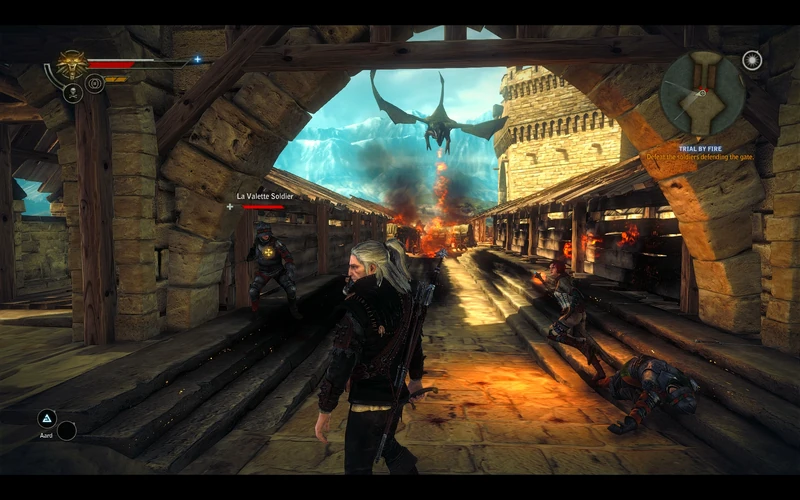 La Valette Soldier
TRIAL BY FIRE
Defeat the soldiers defending the gate.
Aard